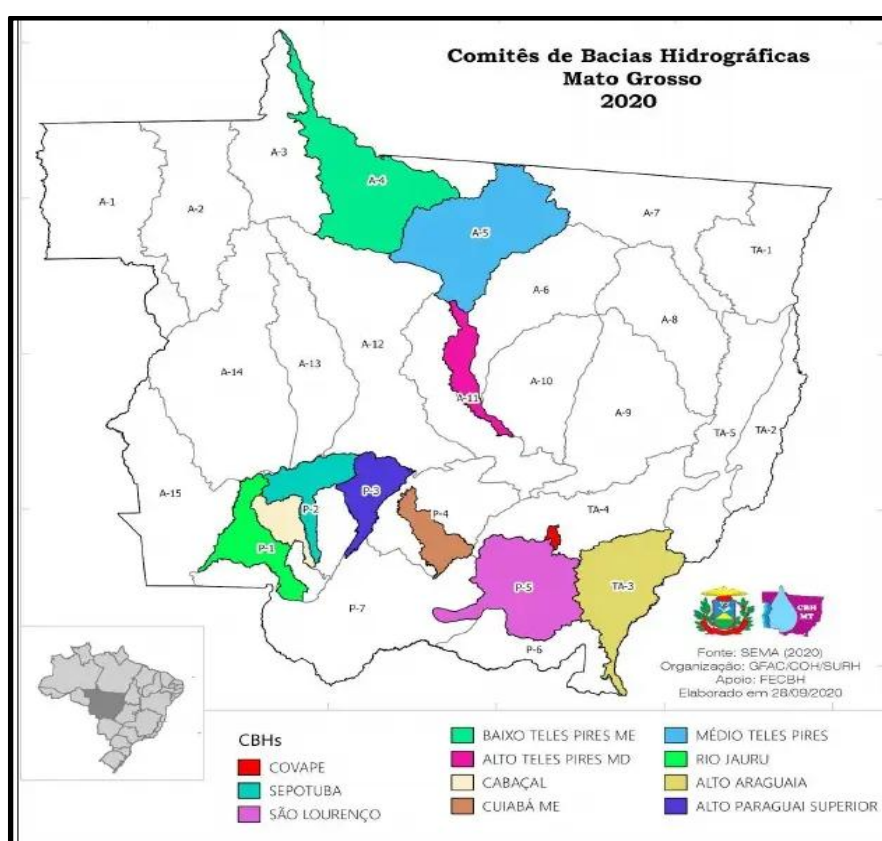 Comitês de Bacias Hidrográficas
Mato Grosso
2020
A-3
A-4
A-1
A-2
A-5
A-7
TA-1
A-6
A-8
A-12
A-13
A-14
A-10
A-11
A-9
TA-5
TA-2
A-15
P-3
P-2
P-4
TA-4
P-1
P-5
TA-3
P-7
P-6
CBH
MT
Fonte: SEMA (2020)
Organização: GFAC/COH/SURH
Apoio: FECBH
Elaborado em 28/09/2020
CBHs
COVAPE
SEPOTUBA
SÃO LOURENÇO
BAIXO TELES PIRES ME
ALTO TELES PIRES MD
CABAÇAL
CUIABÁ ME
MÉDIO TELES PIRES
RIO JAURU
ALTO ARAGUAIA
ALTO PARAGUAI SUPERIOR